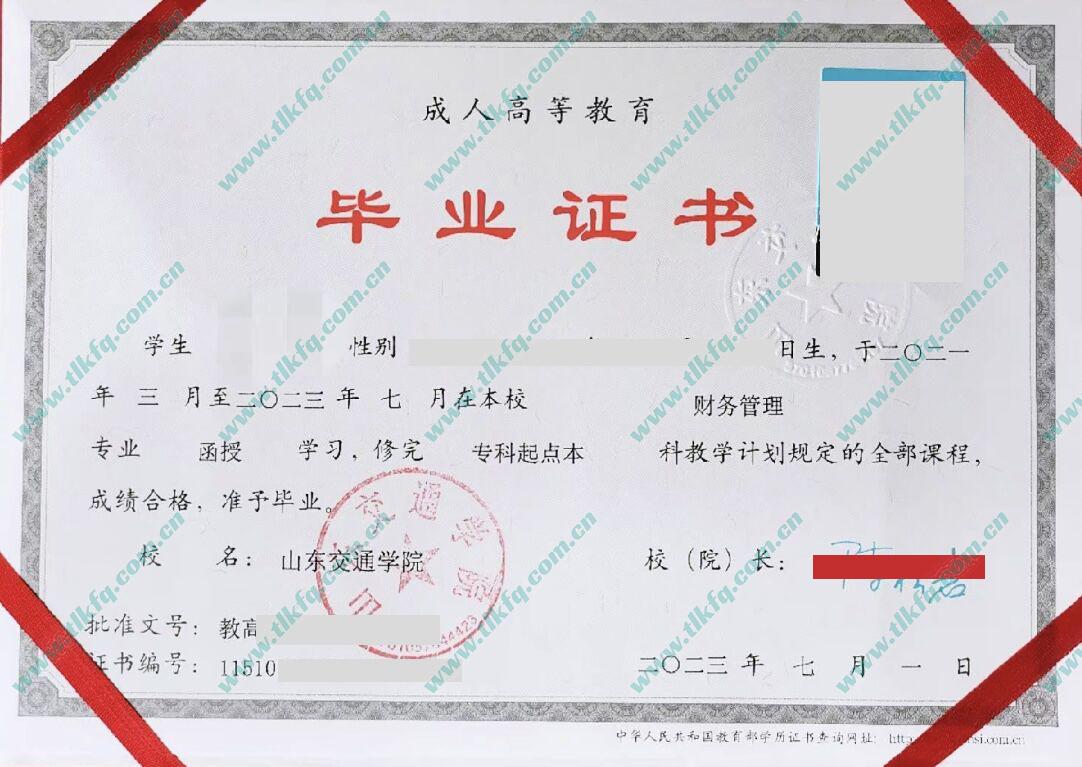 成人高等教育
毕业证书
学生 性别 日生，于二〇二一
年 三 月至二〇二三年 七 月在本校 财务管理
专业 函授 学习，修完 专科起点本 科教学计划规定的全部课程，
成绩合格，准予毕业。
校 名：山东交通学院 校（院）长：
批准文号：教高
证书编号：11510
二〇二三年 七 月 一 日
中华人民共和国教育部学历证书查询网址：
www.tlkfq.com.cn